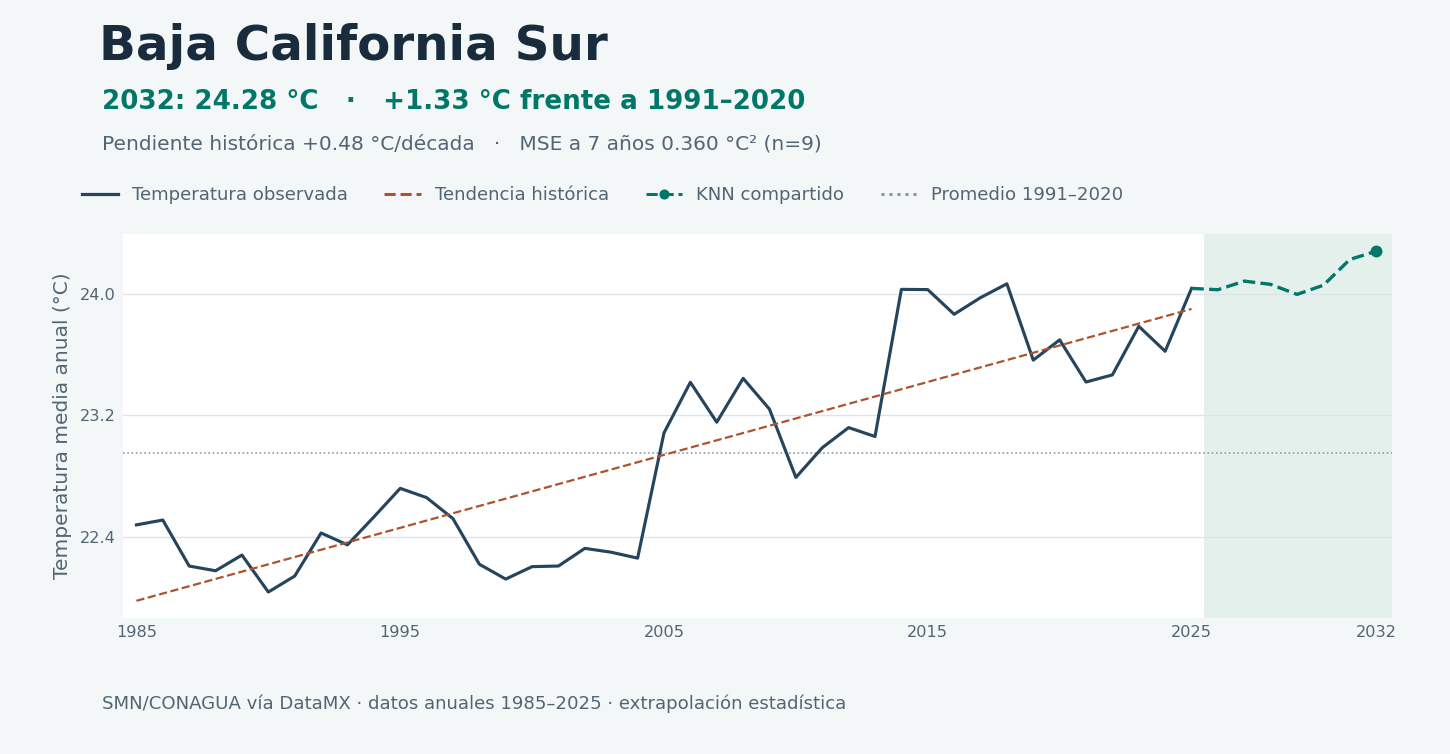 Baja California Sur
2032: 24.28 °C · +1.33 °C frente a 1991–2020
Pendiente histórica +0.48 °C/década · MSE a 7 años 0.360 °C² (n=9)
Temperatura observada Tendencia histórica KNN compartido Promedio 1991–2020
Temperatura media anual (°C)
24.0
23.2
22.4
1985 1995 2005 2015 2025 2032
SMN/CONAGUA vía DataMX · datos anuales 1985–2025 · extrapolación estadística